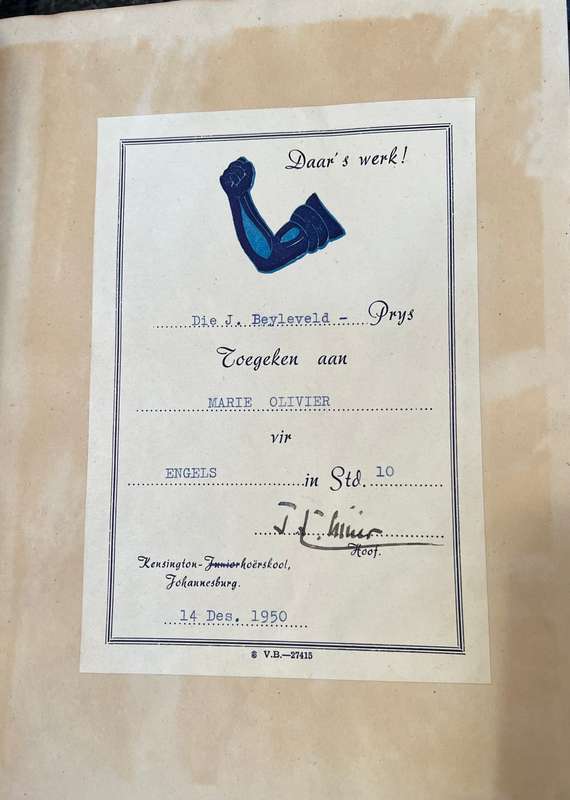 Daar's werk!
Die J. Beyleveld - Prys
Toegeken aan
MARIE OLIVIER
vir
ENGELS in Std. 10
Hoof.
Kensington-Juniorhoërskool,
Johannesburg.
14 Des. 1950
V.B.—27415